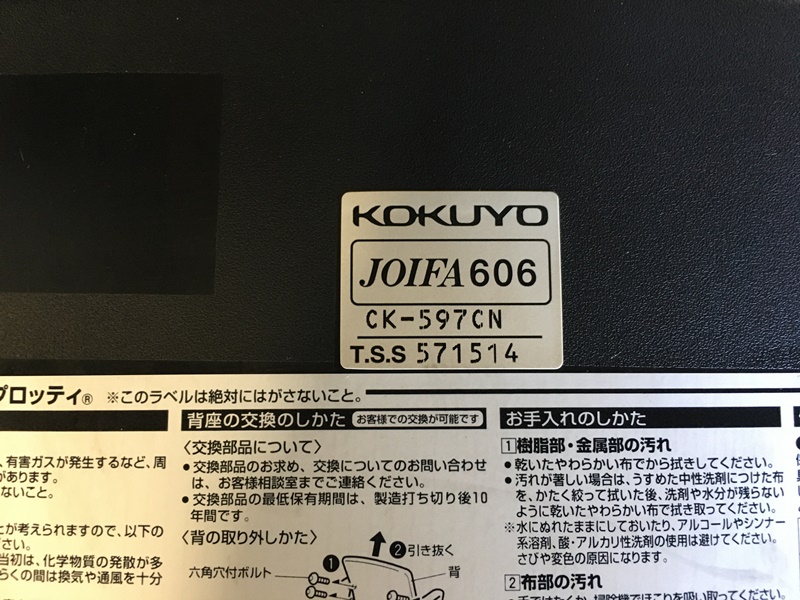 KOKUYO
JOIFA 606
CK-597CN
T.S.S 571514
プロッティ® ※このラベルは絶対にはがさないこと。
、有害ガスが発生するなど、周
があります。
ないこと。
とが考えられますので、以下の
さい。
当初は、化学物質の発散が多
らくの間は換気や通風を十分
背座の交換のしかた お客様での交換が可能です
〈交換部品について〉
●交換部品のお求め、交換についてのお問い合わせ
は、お客様相談室までご連絡ください。
●交換部品の最低保有期間は、製造打ち切り後10
年間です。
〈背の取り外しかた〉
❶
❷引き抜く
六角穴付ボルト
背
お手入れのしかた
1 樹脂部・金属部の汚れ
●乾いたやわらかい布でから拭きしてください。
●汚れが著しい場合は、うすめた中性洗剤につけた布
を、かたく絞って拭いた後、洗剤や水分が残らない
ように乾いたやわらかい布で拭き取ってください。
※水にぬれたままにしておいたり、アルコールやシンナー
系溶剤、酸・アルカリ性洗剤の使用は避けてください。
さびや変色の原因になります。
2 布部の汚れ